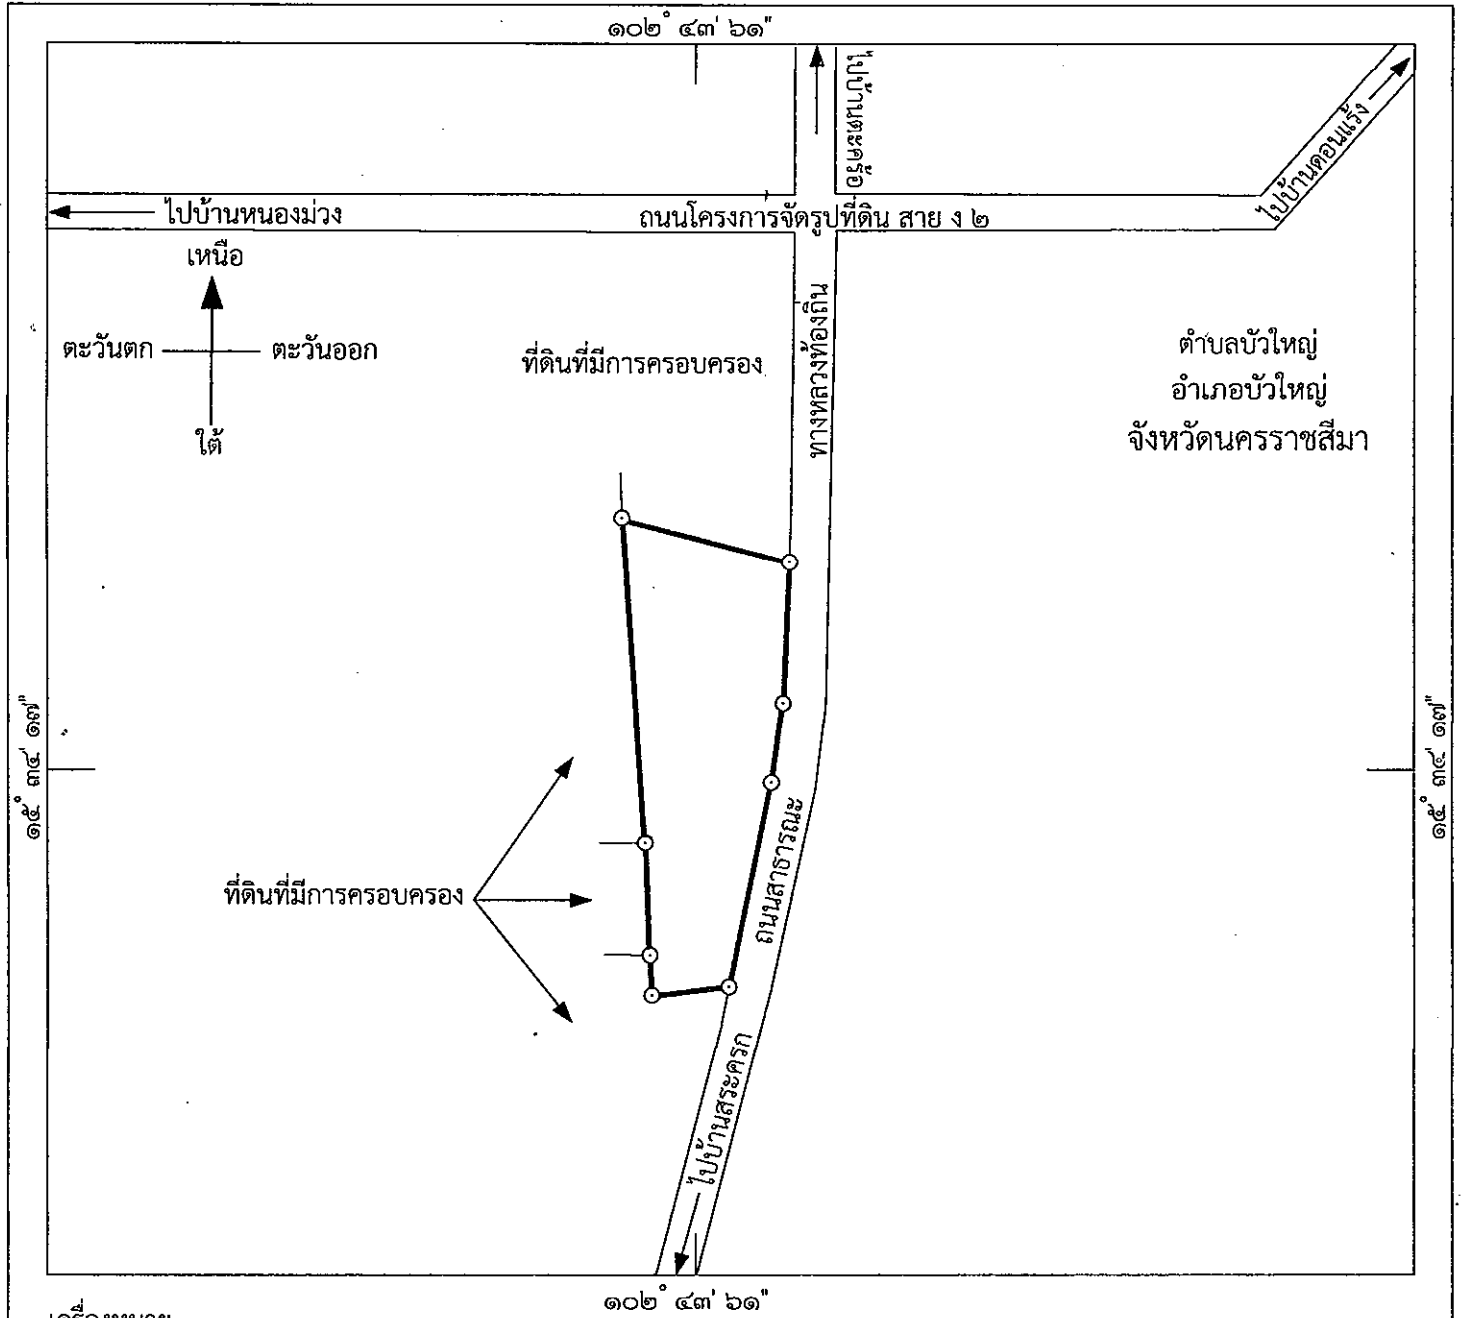 ๑๐๒° ๔๓' ๖๑"
ไปบ้านตะคร้อ
ไปบ้านดอนแร้ง
ไปบ้านหนองม่วง
ถนนโครงการจัดรูปที่ดิน สาย ง ๒
เหนือ
ตะวันตก
ตะวันออก
ใต้
ที่ดินที่มีการครอบครอง
ทางหลวงท้องถิ่น
ตำบลบัวใหญ่
อำเภอบัวใหญ่
จังหวัดนครราชสีมา
๑๕° ๓๔' ๑๗"
๑๕° ๓๔' ๑๗"
ที่ดินที่มีการครอบครอง
ถนนสาธารณะ
ไปบ้านสระครก
๑๐๒° ๔๓' ๖๑"